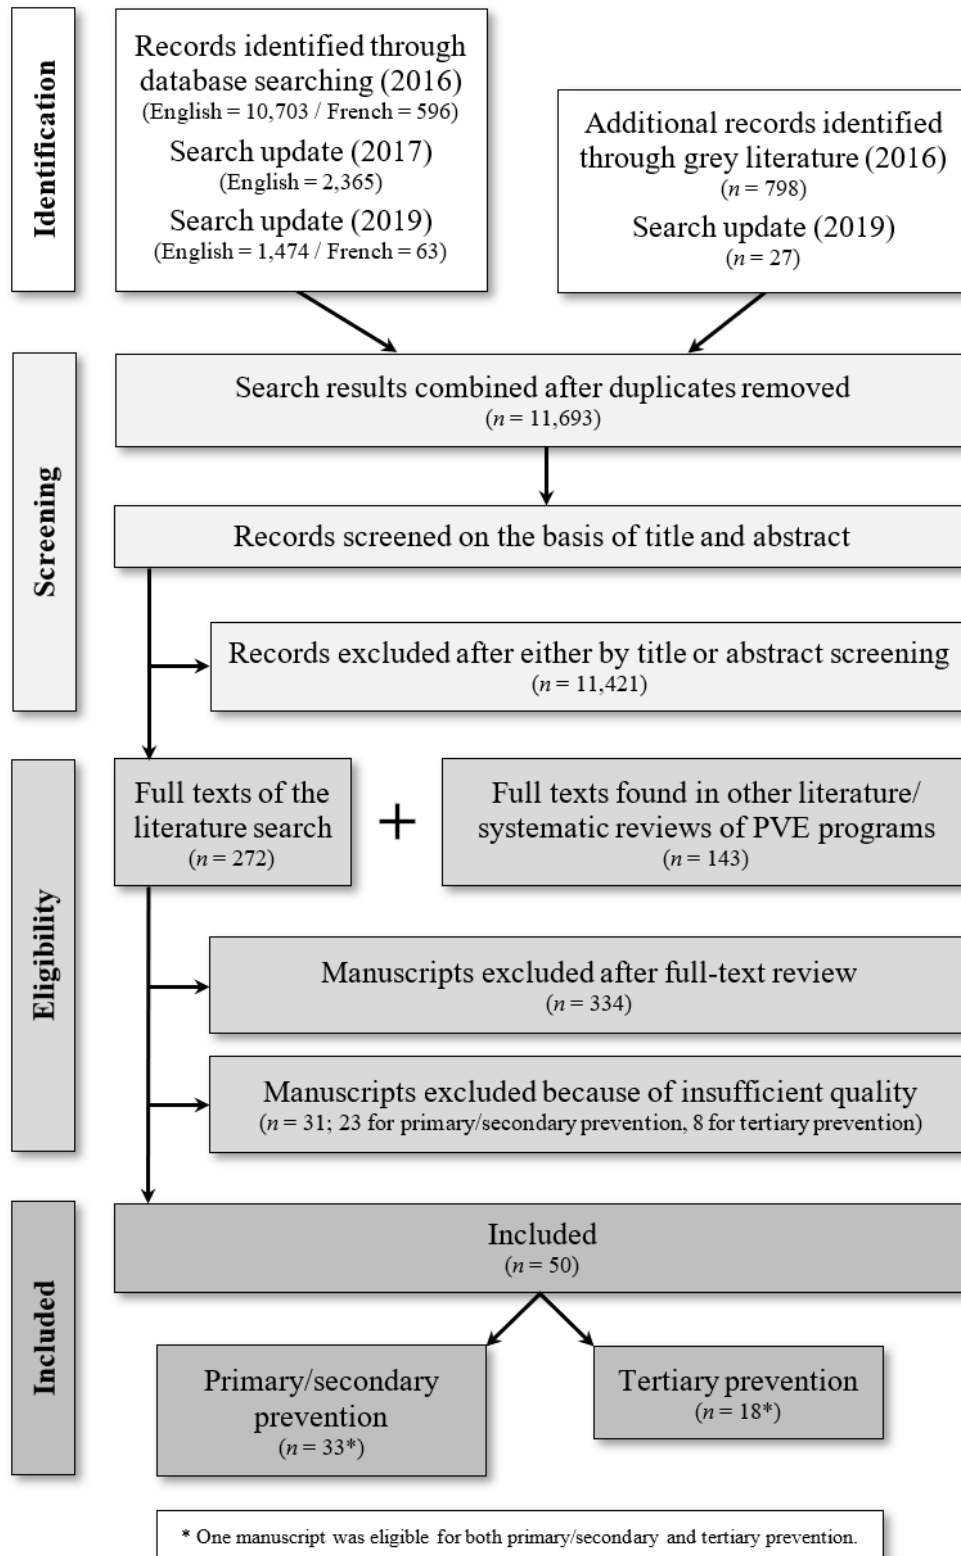 Identification
Records identified through
database searching (2016)
(English = 10,703 / French = 596)
Search update (2017)
(English = 2,365)
Search update (2019)
(English = 1,474 / French = 63)
Additional records identified
through grey literature (2016)
(n = 798)
Search update (2019)
(n = 27)
Screening
Search results combined after duplicates removed
(n = 11,693)
Records screened on the basis of title and abstract
Records excluded after either by title or abstract screening
(n = 11,421)
Eligibility
Full texts of the
literature search
(n = 272)
+
Full texts found in other literature/
systematic reviews of PVE programs
(n = 143)
Manuscripts excluded after full-text review
(n = 334)
Manuscripts excluded because of insufficient quality
(n = 31; 23 for primary/secondary prevention, 8 for tertiary prevention)
Included
Included
(n = 50)
Primary/secondary
prevention
(n = 33*)
Tertiary prevention
(n = 18*)
* One manuscript was eligible for both primary/secondary and tertiary prevention.